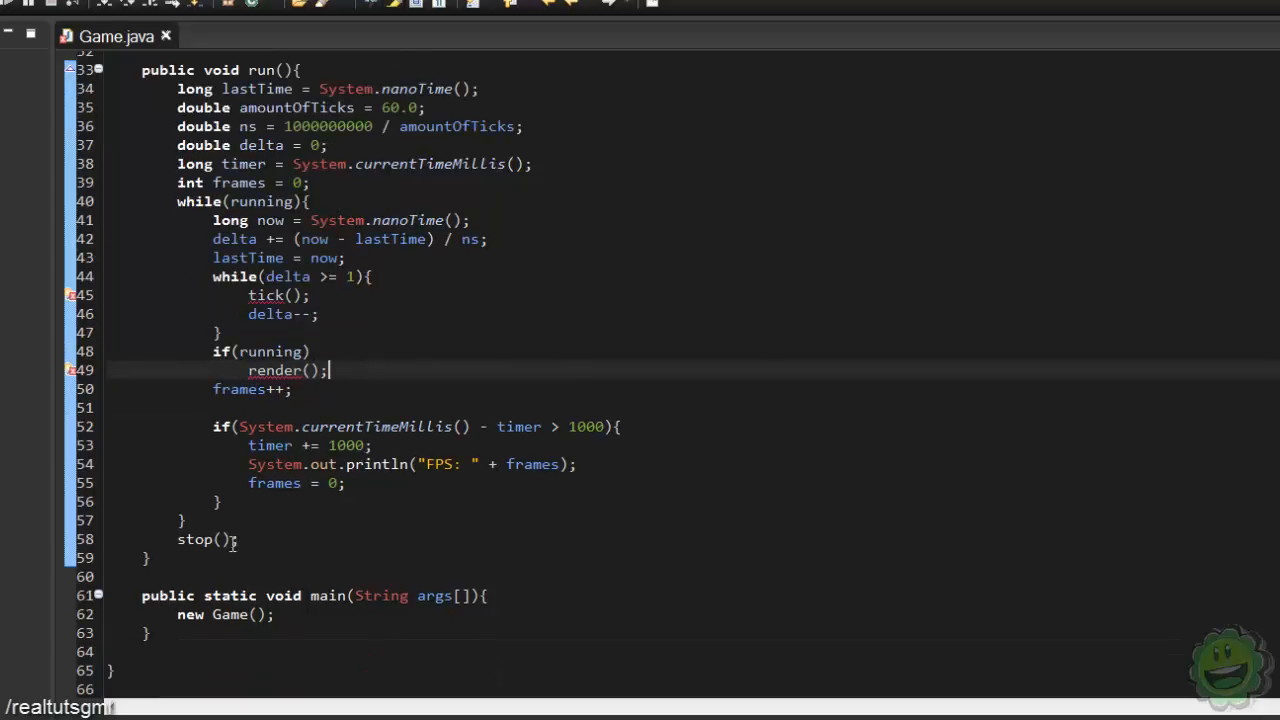 Game.java
32
33 public void run(){
34 long lastTime = System.nanoTime();
35 double amountOfTicks = 60.0;
36 double ns = 1000000000 / amountOfTicks;
37 double delta = 0;
38 long timer = System.currentTimeMillis();
39 int frames = 0;
40 while(running){
41 long now = System.nanoTime();
42 delta += (now - lastTime) / ns;
43 lastTime = now;
44 while(delta >= 1){
45 tick();
46 delta--;
47 }
48 if(running)
49 render();
50 frames++;
51
52 if(System.currentTimeMillis() - timer > 1000){
53 timer += 1000;
54 System.out.println("FPS: " + frames);
55 frames = 0;
56 }
57 }
58 stop();
59 }
60
61 public static void main(String args[]){
62 new Game();
63 }
64
65 }
66